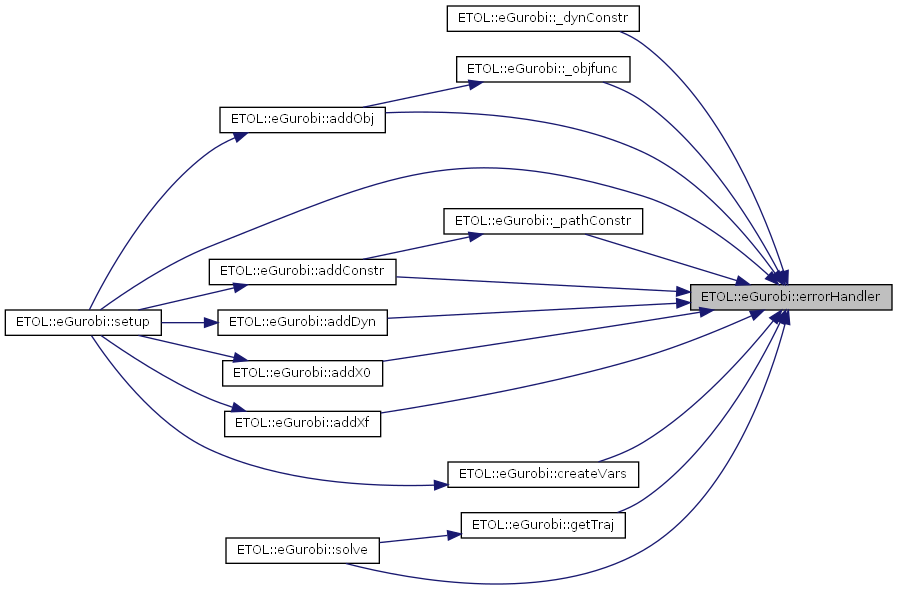 ETOL::eGurobi::_dynConstr
ETOL::eGurobi::_objfunc
ETOL::eGurobi::addObj
ETOL::eGurobi::_pathConstr
ETOL::eGurobi::addConstr
ETOL::eGurobi::errorHandler
ETOL::eGurobi::setup
ETOL::eGurobi::addDyn
ETOL::eGurobi::addX0
ETOL::eGurobi::addXf
ETOL::eGurobi::createVars
ETOL::eGurobi::getTraj
ETOL::eGurobi::solve